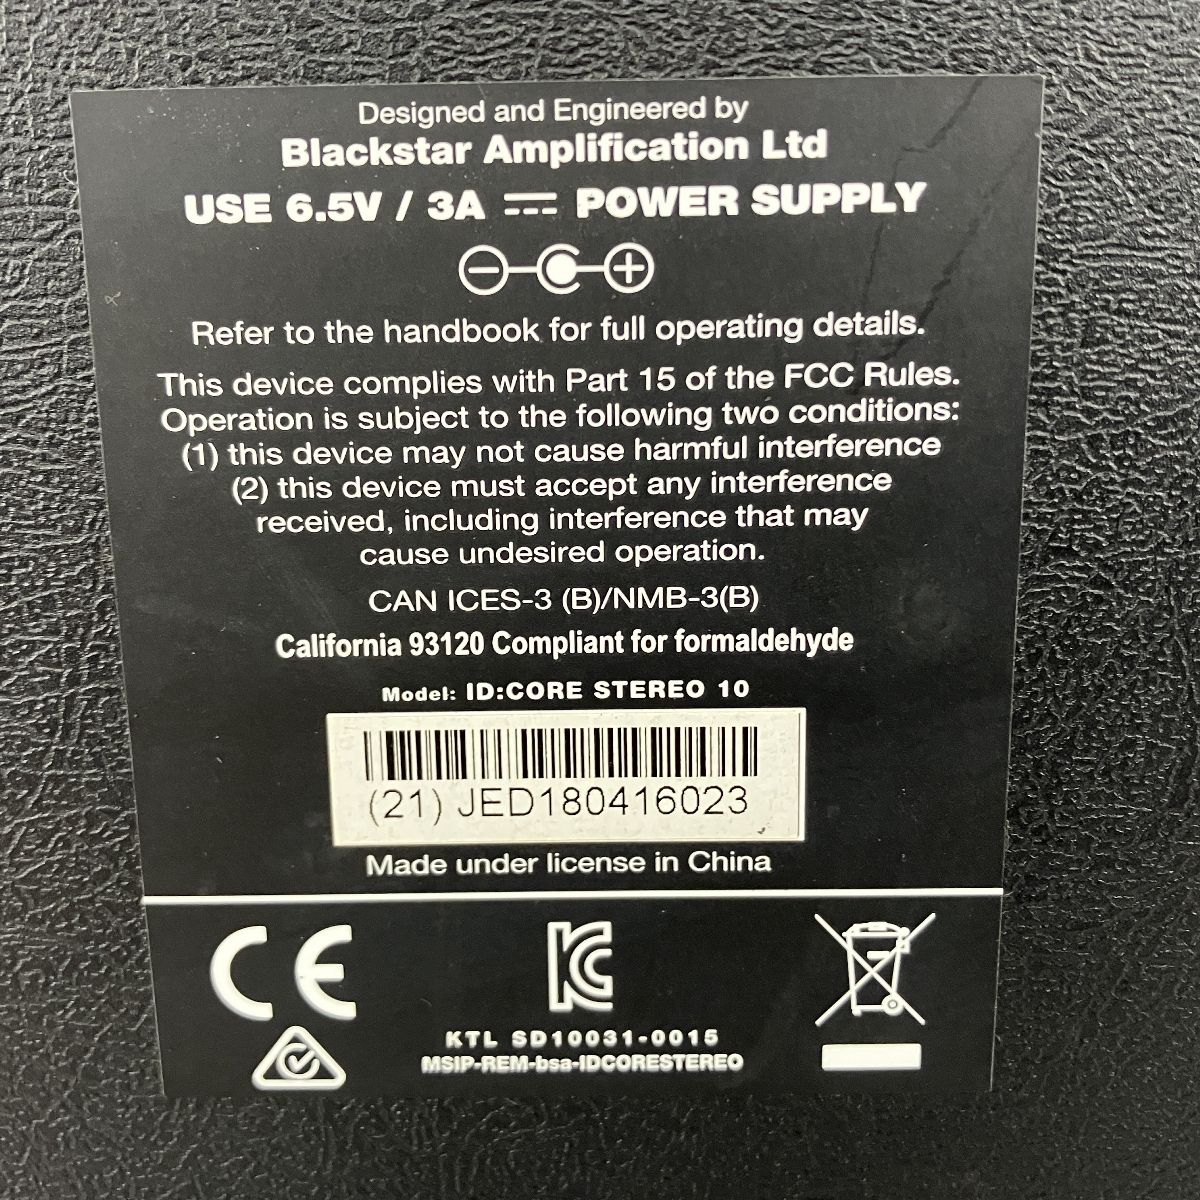 Designed and Engineered by
Blackstar Amplification Ltd
USE 6.5V / 3A ⎓ POWER SUPPLY
Refer to the handbook for full operating details.
This device complies with Part 15 of the FCC Rules.
Operation is subject to the following two conditions:
(1) this device may not cause harmful interference
(2) this device must accept any interference
received, including interference that may
cause undesired operation.
CAN ICES-3 (B)/NMB-3(B)
California 93120 Compliant for formaldehyde
Model: ID:CORE STEREO 10
(21) JED180416023
Made under license in China
CE
KC
KTL SD10031-0015
MSIP-REM-bsa-IDCORESTEREO